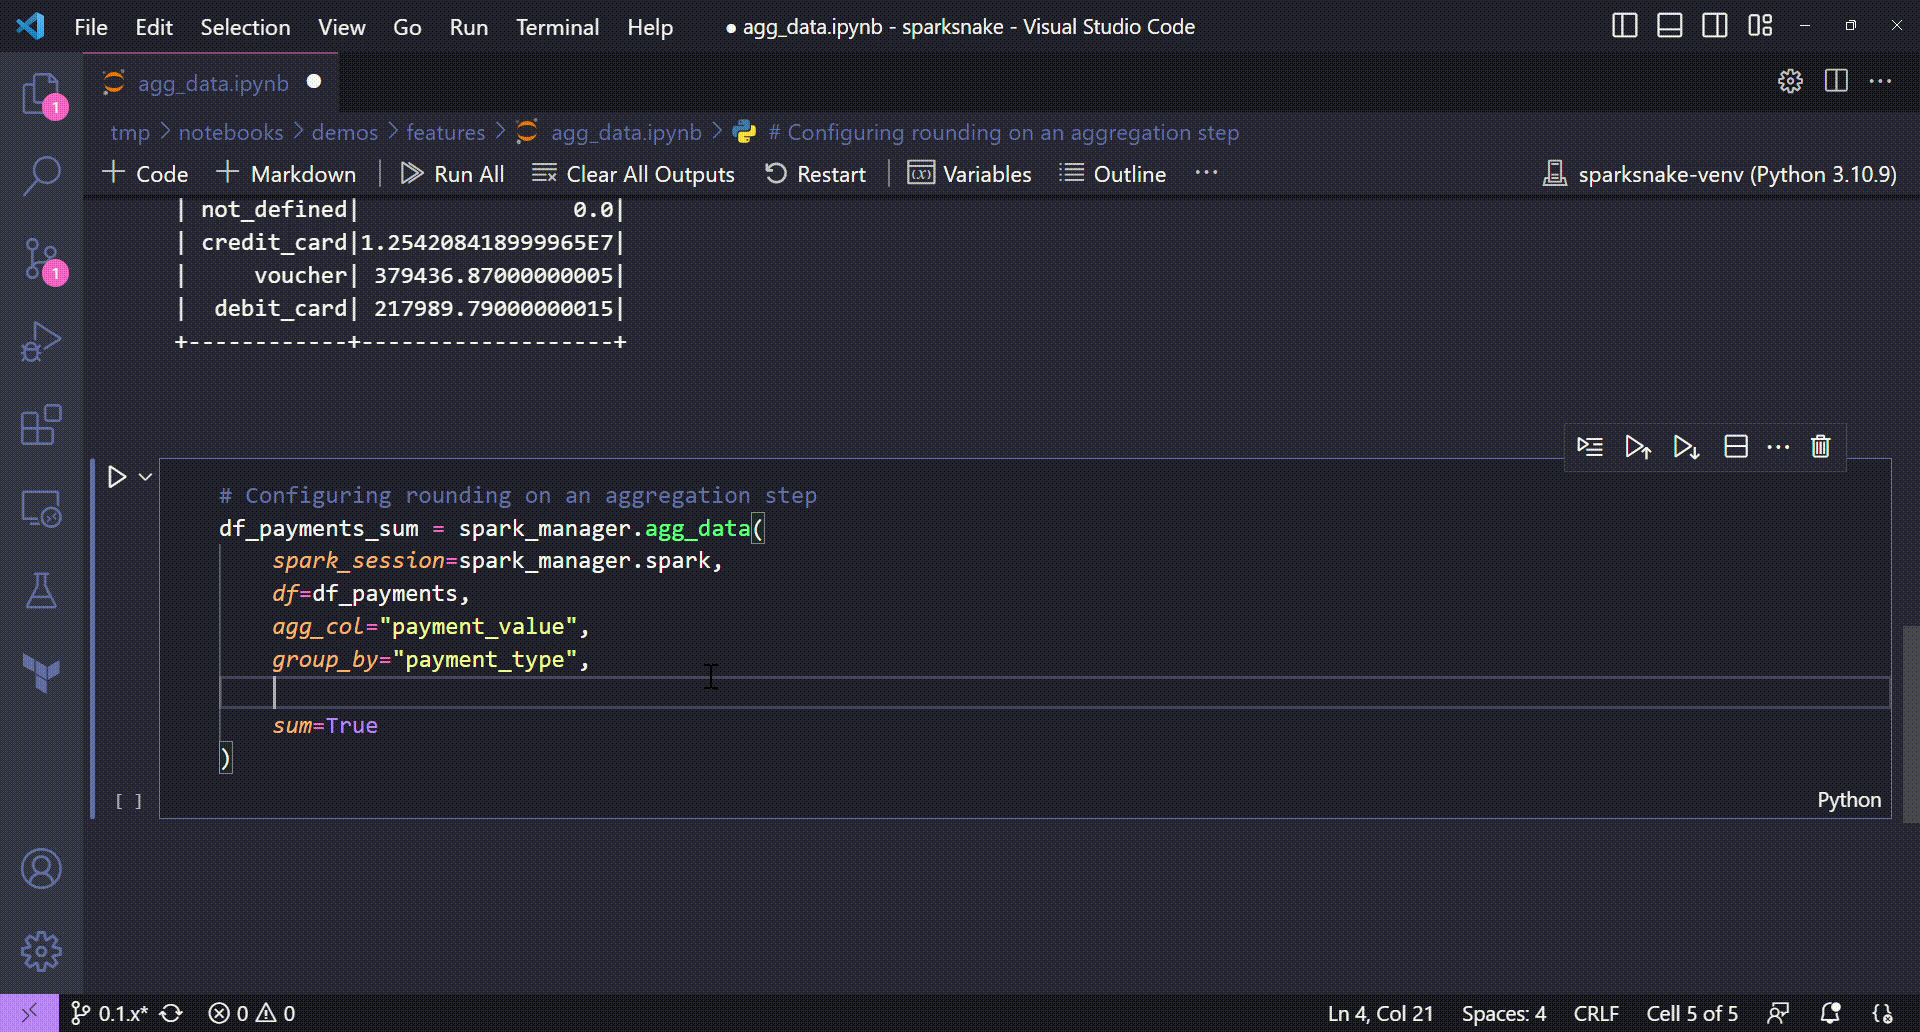 File Edit Selection View Go Run Terminal Help ● agg_data.ipynb - sparksnake - Visual Studio Code
agg_data.ipynb ●
1
tmp > notebooks > demos > features > agg_data.ipynb > # Configuring rounding on an aggregation step
+ Code + Markdown | Run All Clear All Outputs Restart | Variables Outline ... sparksnake-venv (Python 3.10.9)
| not_defined|                0.0|
| credit_card|1.254208418999965E7|
|     voucher| 379436.87000000005|
|  debit_card| 217989.79000000015|
+------------+-------------------+
1
# Configuring rounding on an aggregation step
df_payments_sum = spark_manager.agg_data(
    spark_session=spark_manager.spark,
    df=df_payments,
    agg_col="payment_value",
    group_by="payment_type",
    sum=True
)
[ ]
Python
0.1.x* 0 0 Ln 4, Col 21 Spaces: 4 CRLF Cell 5 of 5